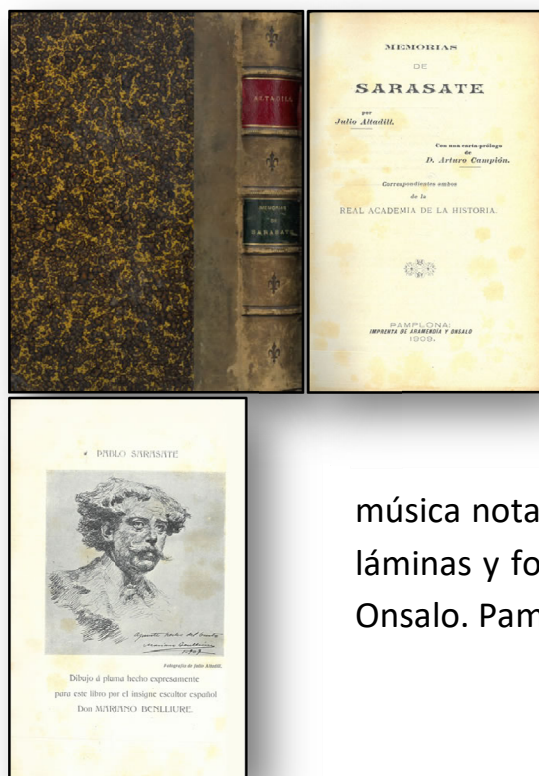 ALTADILL
MEMORIAS
DE
SARASATE
MEMORIAS
DE
SARASATE
por
Julio Altadill.
Con una carta-prólogo
de
D. Arturo Campión.
Correspondientes ambos
de la
REAL ACADEMIA DE LA HISTORIA.
PAMPLONA:
IMPRENTA DE ARAMENDÍA Y ONSALO
1909.
PABLO SARASATE
Mariano Benlliure
1909
Fotografía de Julio Altadill.
Dibujo á pluma hecho expresamente
para este libro por el insigne escultor español
Don MARIANO BENLLIURE.
música nota
láminas y fo
Onsalo. Pam